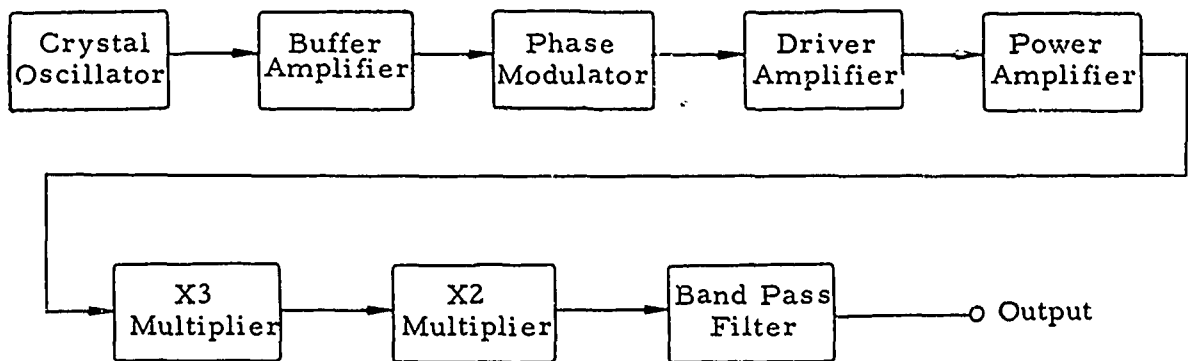 Crystal
Oscillator
Buffer
Amplifier
Phase
Modulator
Driver
Amplifier
Power
Amplifier
X3
Multiplier
X2
Multiplier
Band Pass
Filter
Output